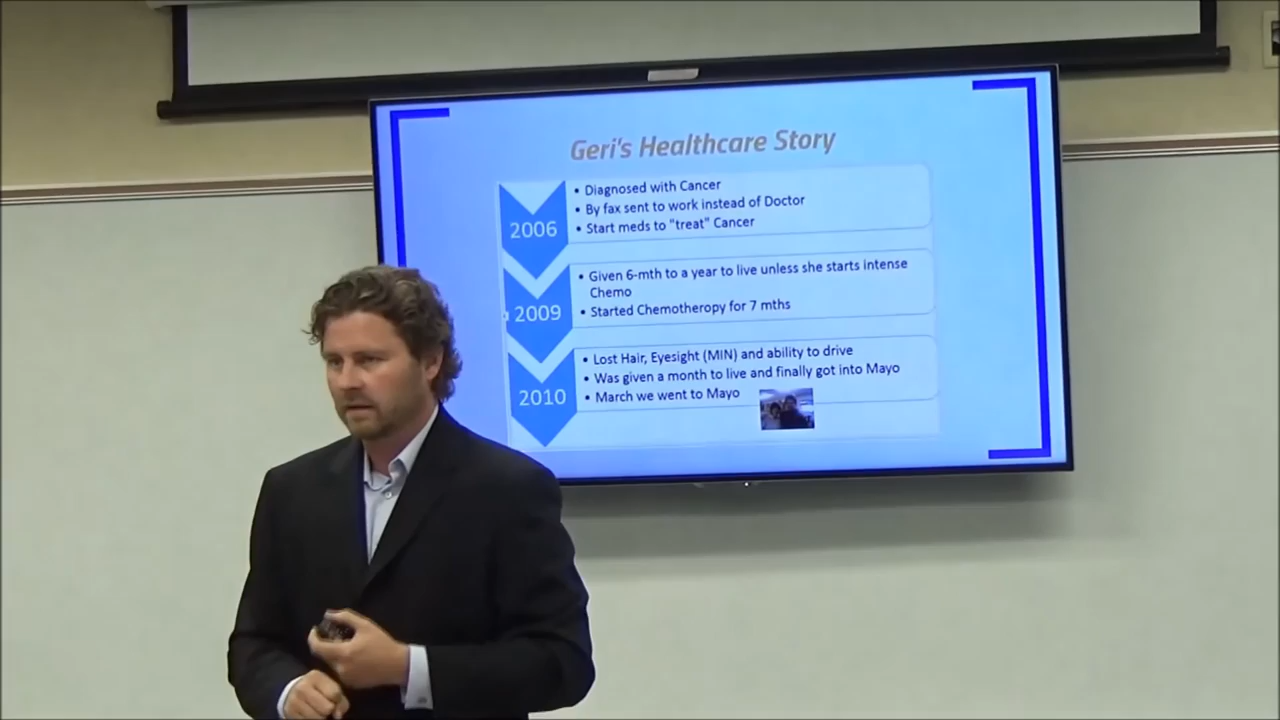 Geri's Healthcare Story
2006
• Diagnosed with Cancer
• By fax sent to work instead of Doctor
• Start meds to "treat" Cancer
2009
• Given 6-mth to a year to live unless she starts intense
Chemo
• Started Chemotheropy for 7 mths
2010
• Lost Hair, Eyesight (MIN) and ability to drive
• Was given a month to live and finally got into Mayo
• March we went to Mayo